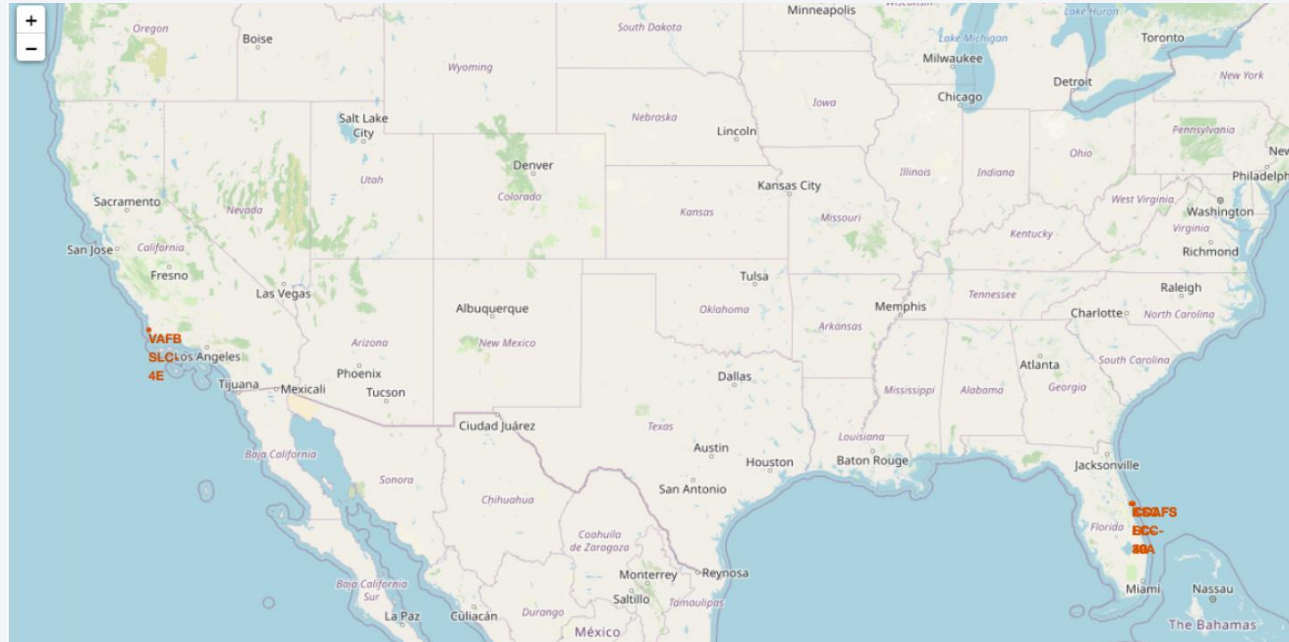 +
−
Oregon
Boise
South Dakota
Minneapolis
Lake Huron
Toronto
Wyoming
Lake Michigan
Milwaukee
Detroit
New York
Chicago
Iowa
Salt Lake
City
Nebraska
Lincoln
Pennsylvania
Ohio
Denver
Utah
Colorado
Illinois
Indiana
Philadelph
Sacramento
Nevada
Kansas City
Kansas
Missouri
West Virginia
Washington
Virginia
San Jose
California
Kentucky
Richmond
Fresno
Las Vegas
Tulsa
Raleigh
Albuquerque
Oklahoma
Memphis
Tennessee
Charlotte
North Carolina
VAFB
SLC-
4E
Los Angeles
Arizona
New Mexico
Arkansas
South Carolina
Atlanta
Phoenix
Dallas
Tijuana
Mexicali
Tucson
Mississippi
Alabama
Georgia
Ciudad Juárez
Texas
Louisiana
Baja California
Austin
Houston
Baton Rouge
Jacksonville
Sonora
San Antonio
Chihuahua
Florida
Coahuila
de Zaragoza
Monterrey
Reynosa
Miami
Nassau
Baja California
Sur
Saltillo
Tamaulipas
La Paz
Culiacán
Durango
México
The Bahamas